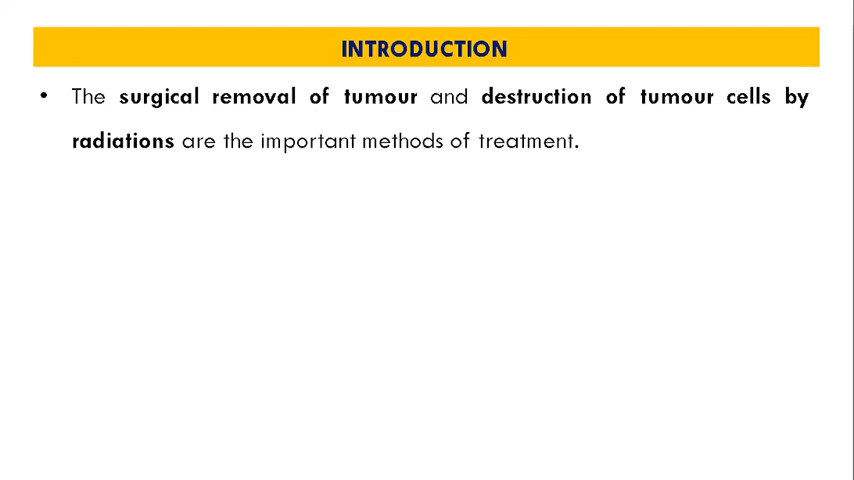 INTRODUCTION
• The surgical removal of tumour and destruction of tumour cells by
radiations are the important methods of treatment.